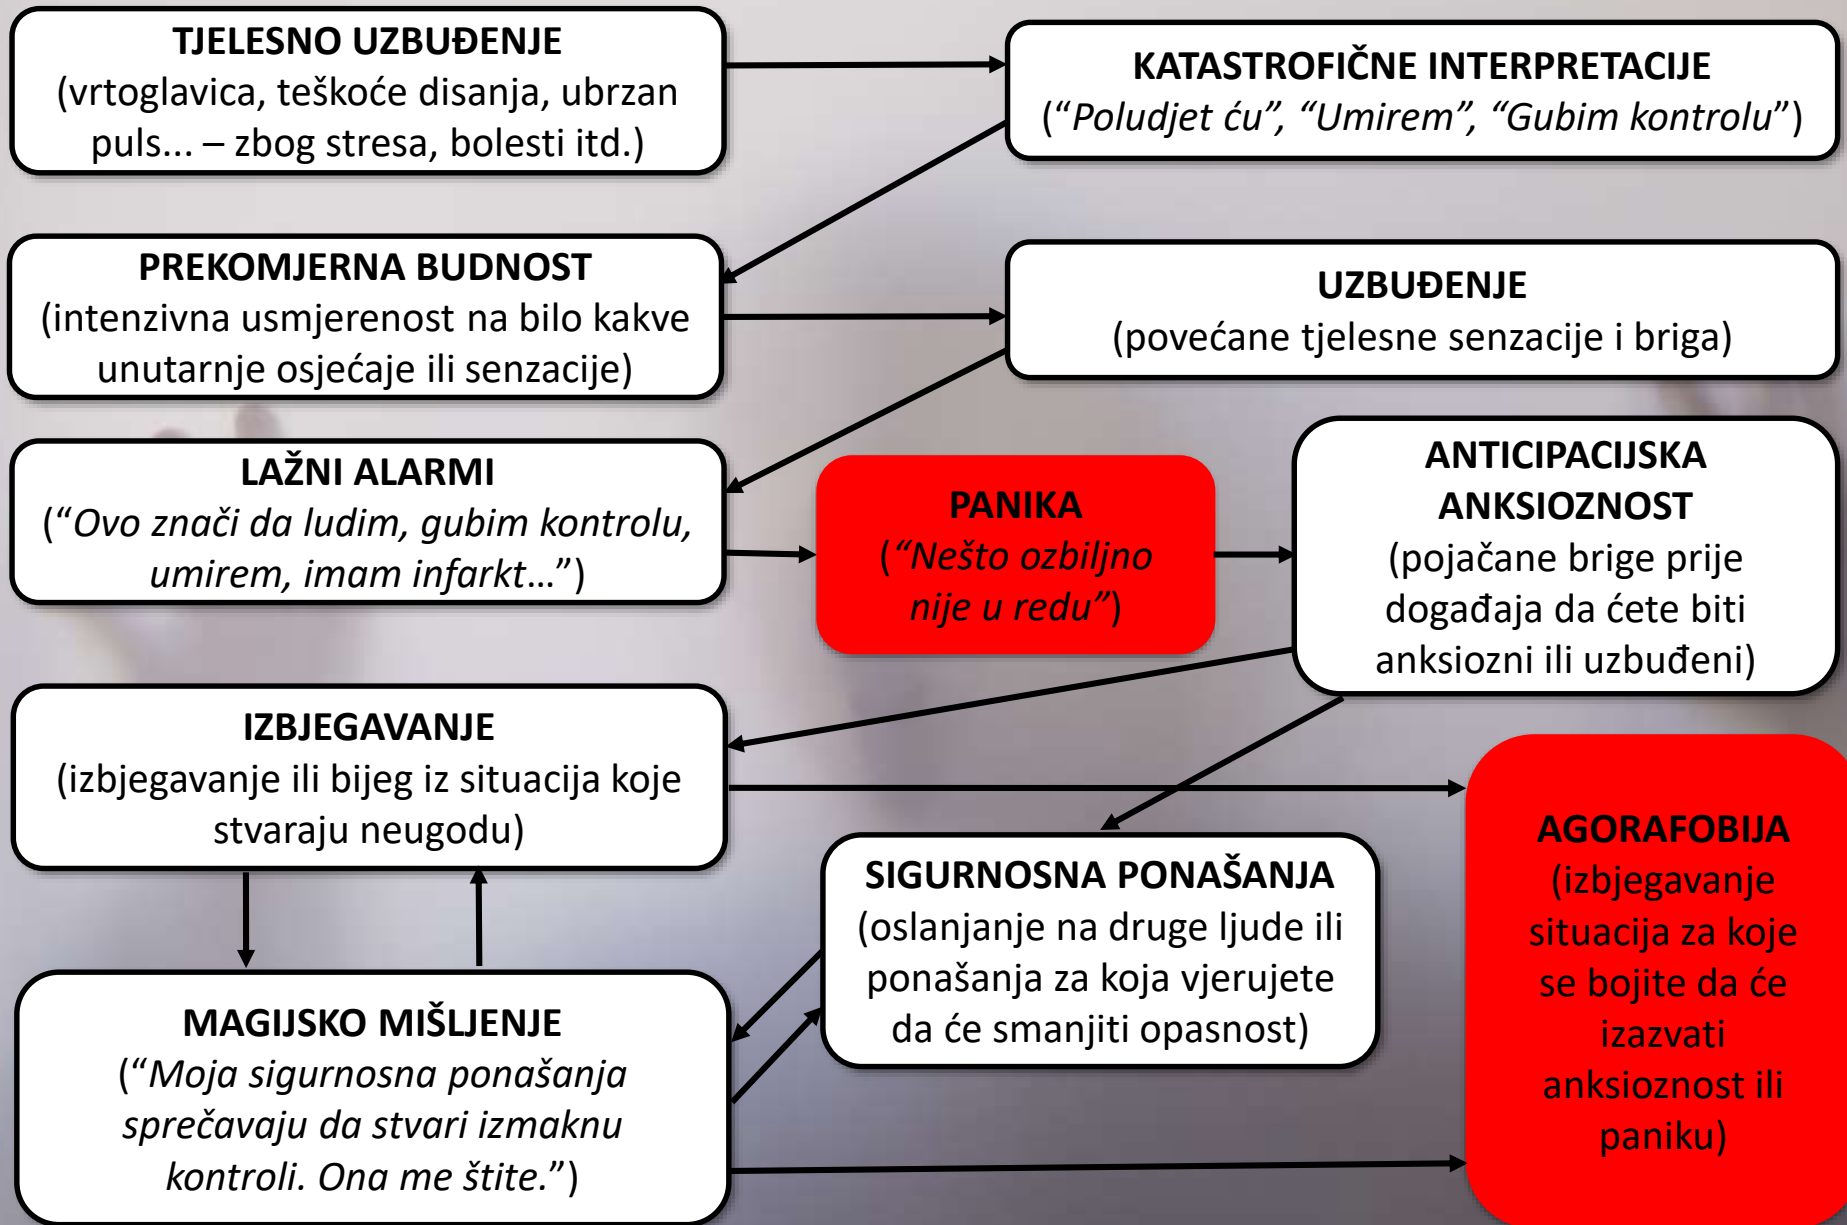 TJELESNO UZBUĐENJE
(vrtoglavica, teškoće disanja, ubrzan
puls... – zbog stresa, bolesti itd.)
KATASTROFIČNE INTERPRETACIJE
(“Poludjet ću”, “Umirem”, “Gubim kontrolu”)
PREKOMJERNA BUDNOST
(intenzivna usmjerenost na bilo kakve
unutarnje osjećaje ili senzacije)
UZBUĐENJE
(povećane tjelesne senzacije i briga)
LAŽNI ALARMI
(“Ovo znači da ludim, gubim kontrolu,
umirem, imam infarkt…”)
PANIKA
(“Nešto ozbiljno
nije u redu”)
ANTICIPACIJSKA
ANKSIOZNOST
(pojačane brige prije
događaja da ćete biti
anksiozni ili uzbuđeni)
IZBJEGAVANJE
(izbjegavanje ili bijeg iz situacija koje
stvaraju neugodu)
SIGURNOSNA PONAŠANJA
(oslanjanje na druge ljude ili
ponašanja za koja vjerujete
da će smanjiti opasnost)
AGORAFOBIJA
(izbjegavanje
situacija za koje
se bojite da će
izazvati
anksioznost ili
paniku)
MAGIJSKO MIŠLJENJE
(“Moja sigurnosna ponašanja
sprečavaju da stvari izmaknu
kontroli. Ona me štite.”)